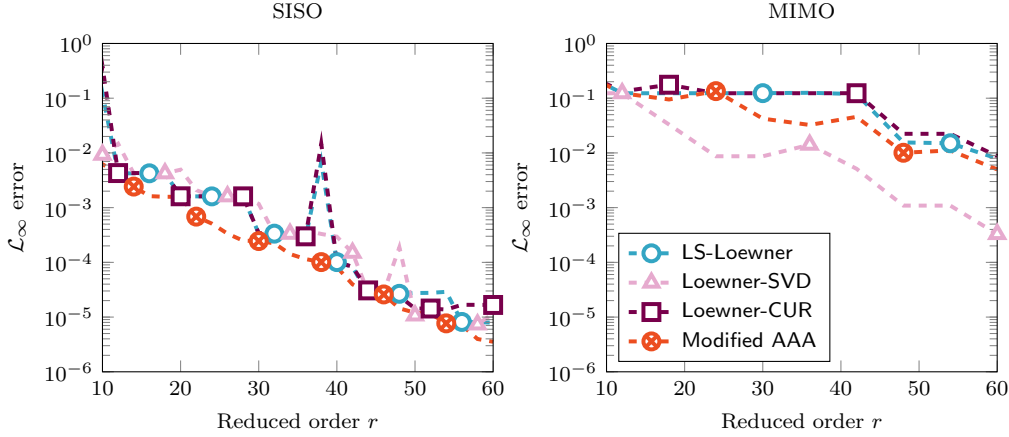 SISO
MIMO
10^0
10^−1
10^−2
10^−3
10^−4
10^−5
10^−6
10 20 30 40 50 60
Reduced order r
𝓛∞ error
10^0
10^−1
10^−2
10^−3
10^−4
10^−5
10^−6
10 20 30 40 50 60
Reduced order r
𝓛∞ error
LS-Loewner
Loewner-SVD
Loewner-CUR
Modified AAA